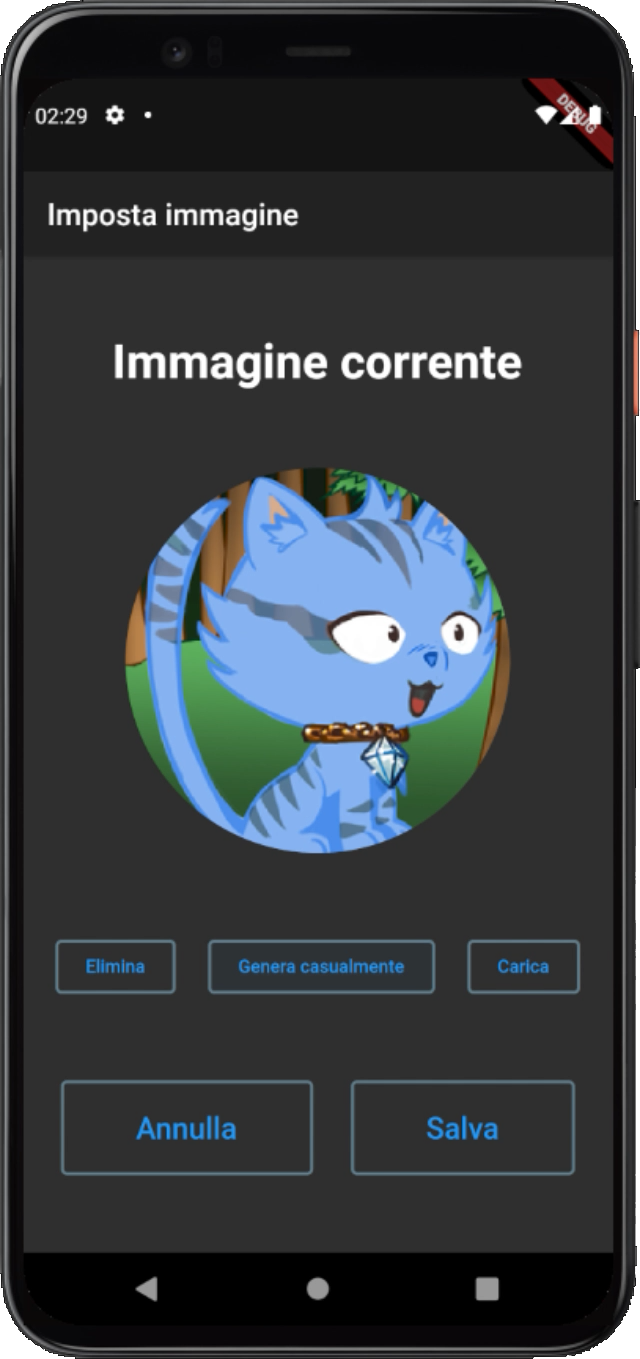 02:29
DEBUG
Imposta immagine
Immagine corrente
Elimina
Genera casualmente
Carica
Annulla
Salva